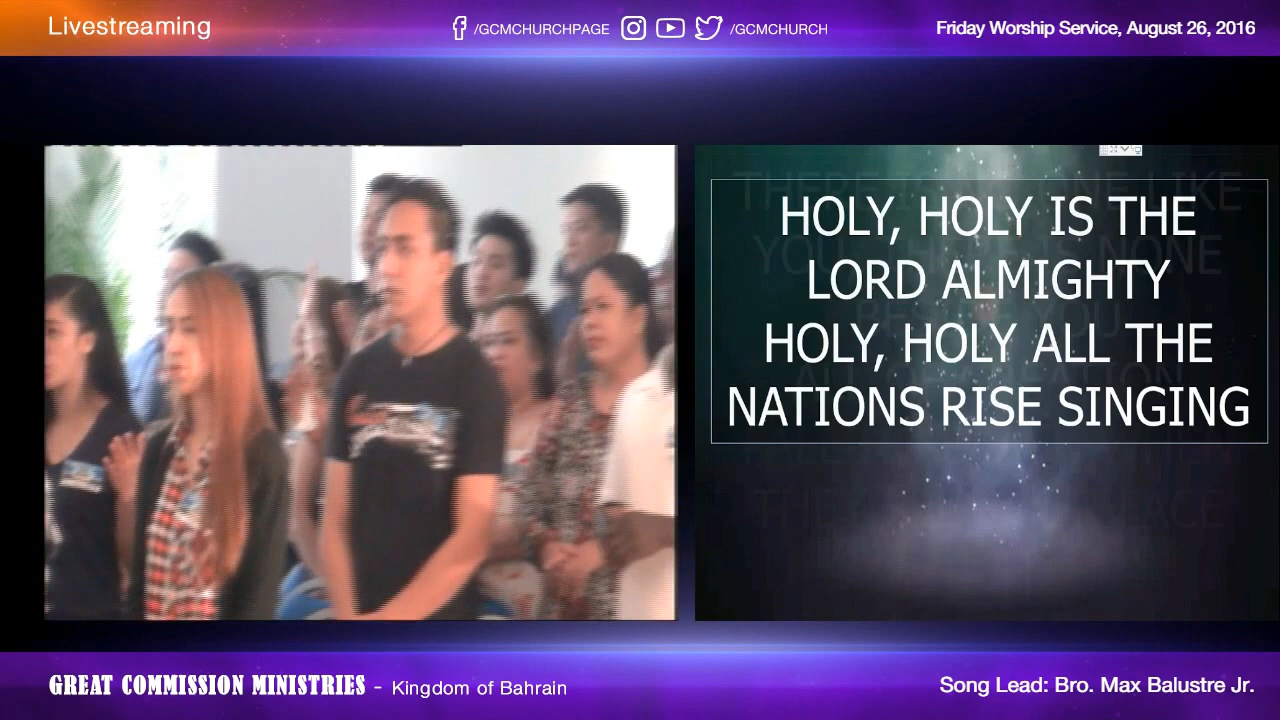 Livestreaming
/GCMCHURCHPAGE
/GCMCHURCH
Friday Worship Service, August 26, 2016
HOLY, HOLY IS THE
LORD ALMIGHTY
HOLY, HOLY ALL THE
NATIONS RISE SINGING
GREAT COMMISSION MINISTRIES - Kingdom of Bahrain
Song Lead: Bro. Max Balustre Jr.